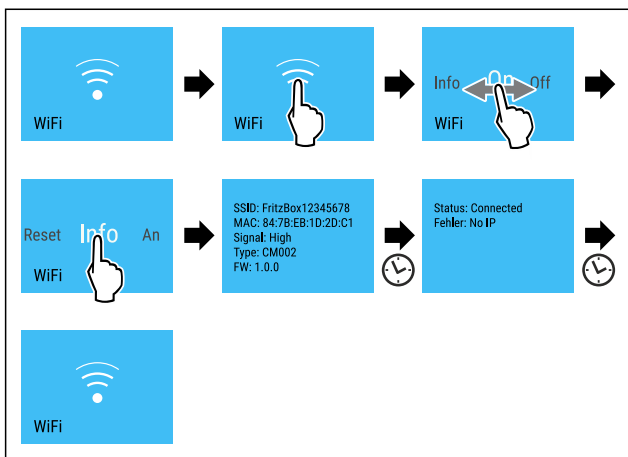 WiFi
WiFi
Info On Off
WiFi
Reset Info An
WiFi
SSID: FritzBox12345678
MAC: 84:7B:EB:1D:2D:C1
Signal: High
Type: CM002
FW: 1.0.0
Status: Connected
Fehler: No IP
WiFi